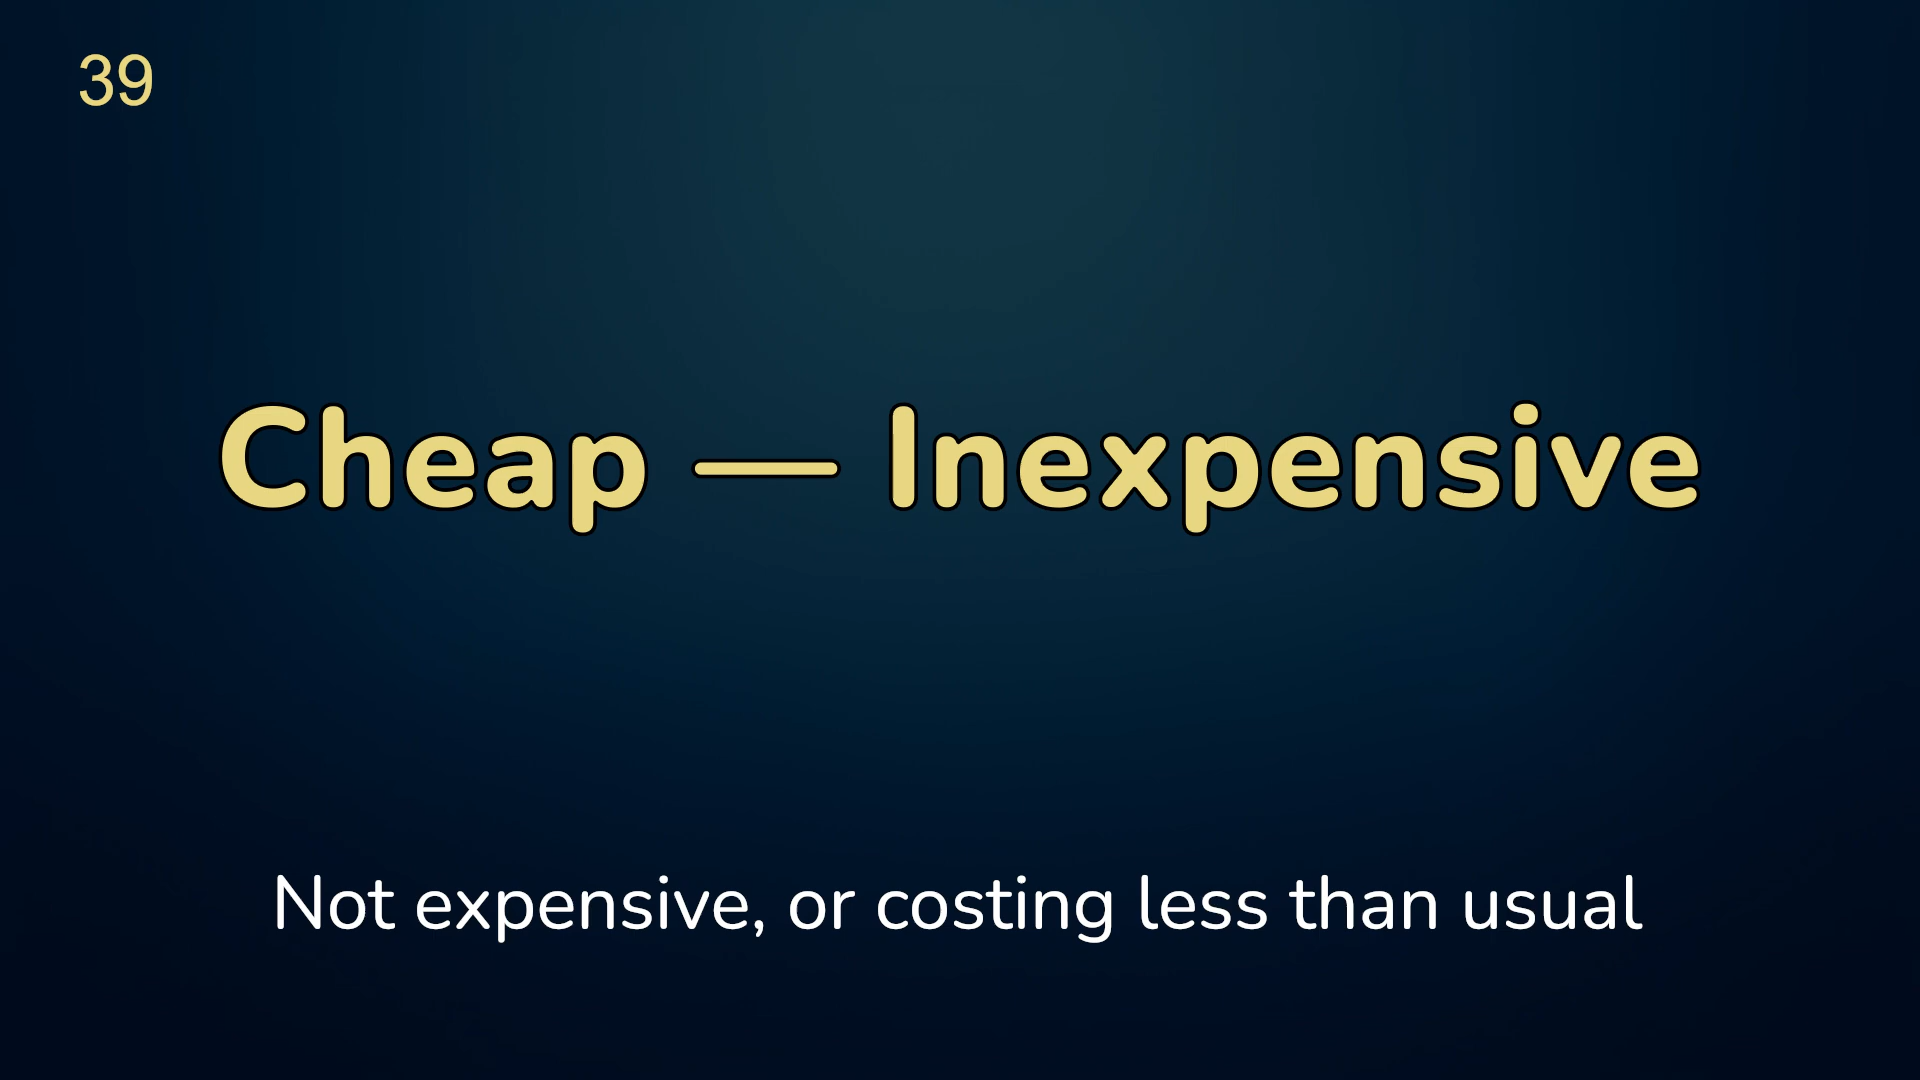 39
Cheap — Inexpensive
Not expensive, or costing less than usual